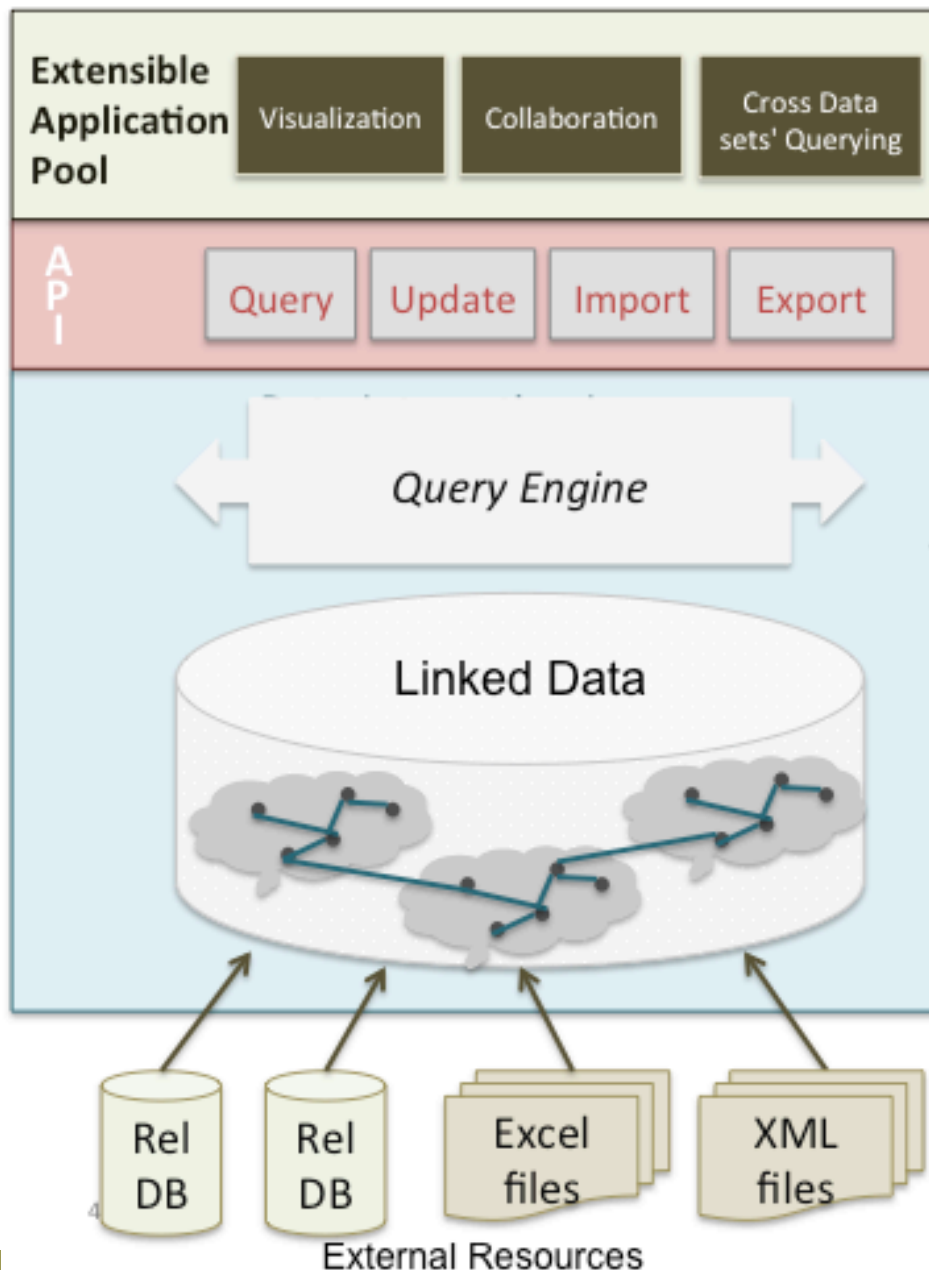 Extensible
Application
Pool
Visualization
Collaboration
Cross Data
sets' Querying
A
P
I
Query
Update
Import
Export
Query Engine
Linked Data
Rel
DB
Rel
DB
Excel
files
XML
files
4
External Resources